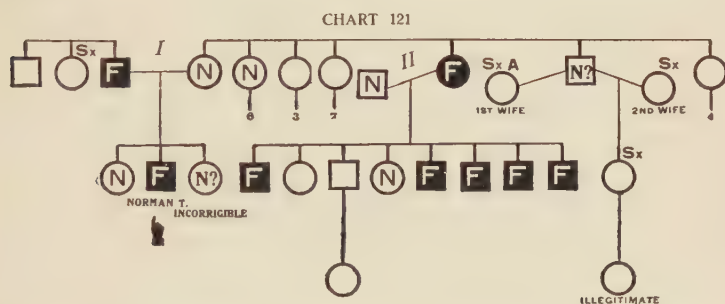 CHART 121
Sx
I
II
F N N N F Sx A N? Sx
1ST WIFE 2ND WIFE
6 3 7 4
N F N? F N F F F F Sx
NORMAN T.
INCORRIGIBLE
ILLEGITIMATE